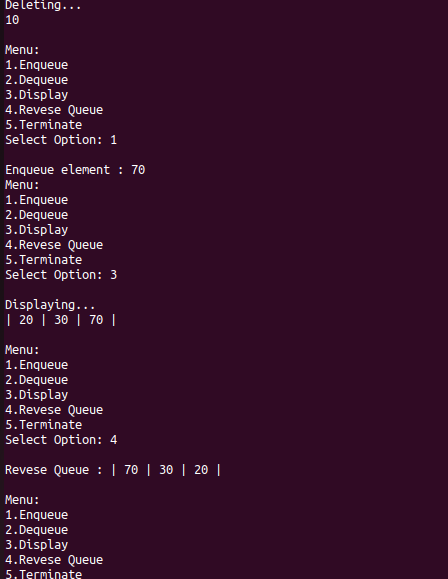 Deleting...
10
Menu:
1.Enqueue
2.Dequeue
3.Display
4.Revese Queue
5.Terminate
Select Option: 1
Enqueue element : 70
Menu:
1.Enqueue
2.Dequeue
3.Display
4.Revese Queue
5.Terminate
Select Option: 3
Displaying...
| 20 | 30 | 70 |
Menu:
1.Enqueue
2.Dequeue
3.Display
4.Revese Queue
5.Terminate
Select Option: 4
Revese Queue : | 70 | 30 | 20 |
Menu:
1.Enqueue
2.Dequeue
3.Display
4.Revese Queue
5.Terminate